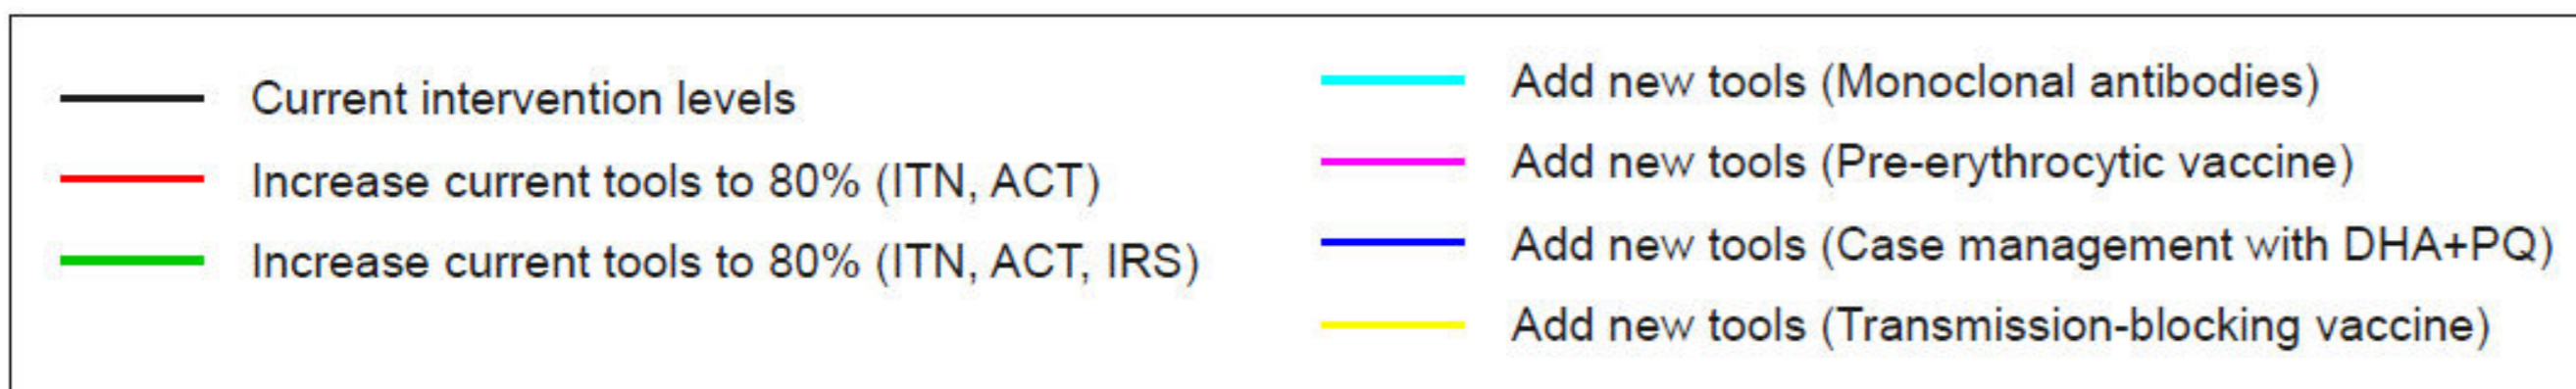 Current intervention levels
Increase current tools to 80% (ITN, ACT)
Increase current tools to 80% (ITN, ACT, IRS)
Add new tools (Monoclonal antibodies)
Add new tools (Pre-erythrocytic vaccine)
Add new tools (Case management with DHA+PQ)
Add new tools (Transmission-blocking vaccine)